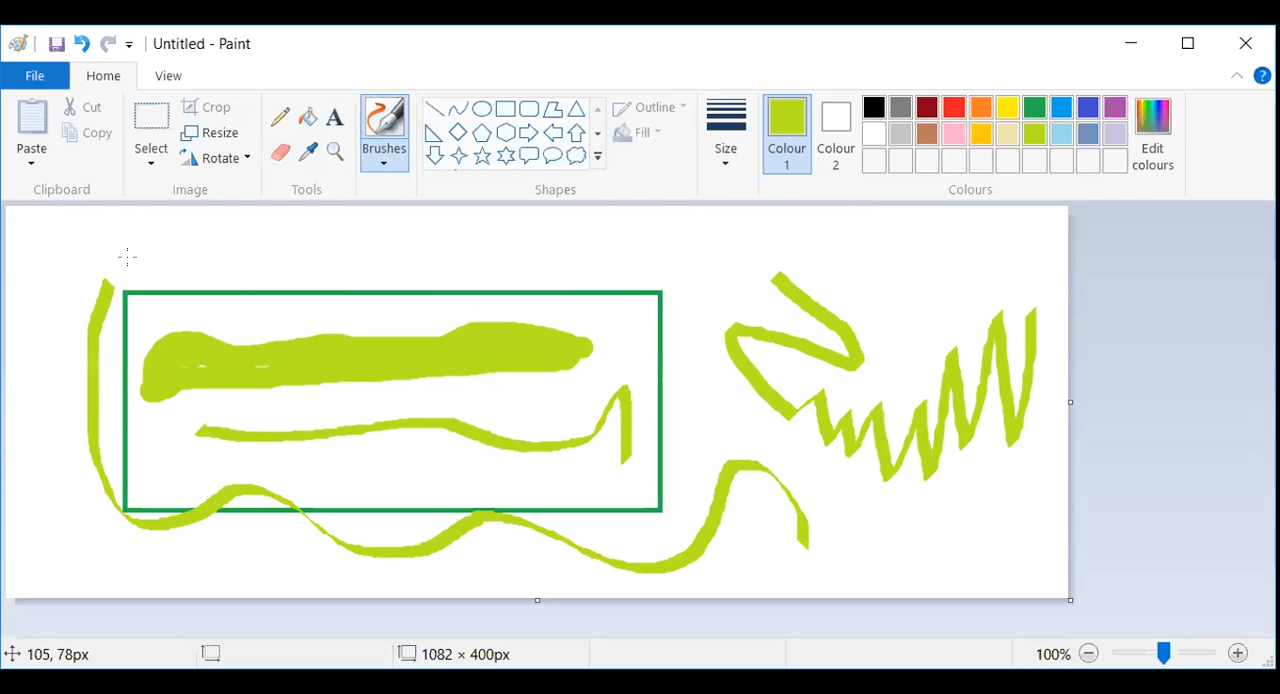 Untitled - Paint
File Home View
Cut
Copy
Paste
Crop
Resize
Rotate
Select
Brushes
Outline
Fill
Size
Colour 1
Colour 2
Edit colours
Clipboard Image Tools Shapes Colours
105, 78px 1082 × 400px 100%